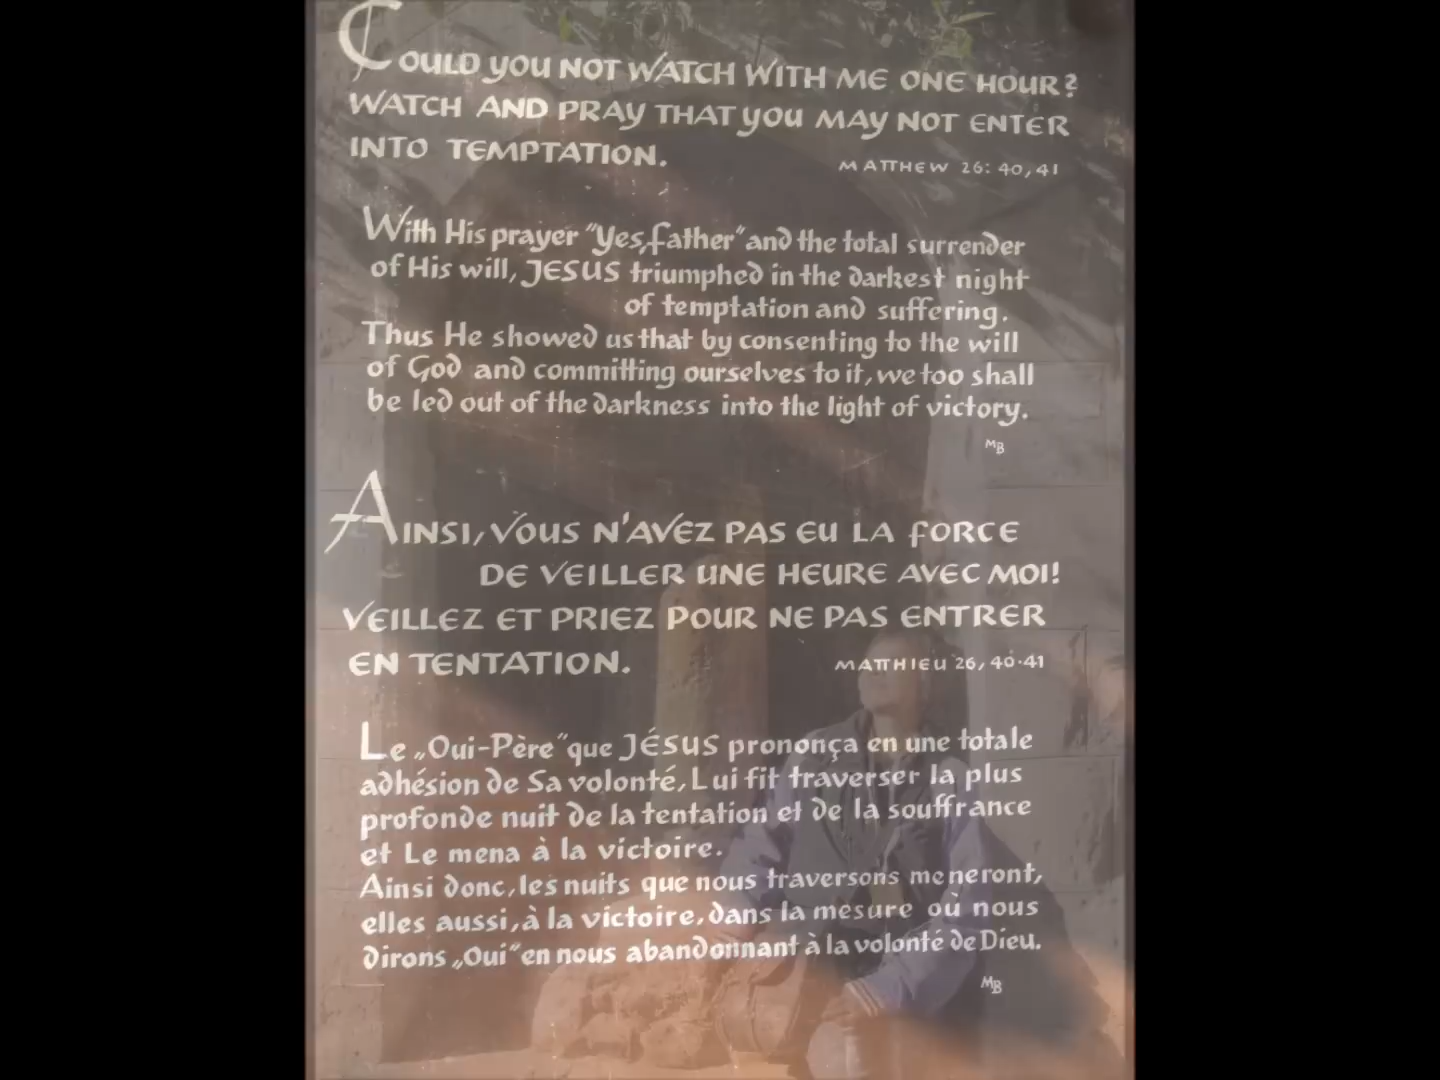 COULD YOU NOT WATCH WITH ME ONE HOUR?
WATCH AND PRAY THAT YOU MAY NOT ENTER
INTO TEMPTATION.
MATTHEW 26: 40,41
With His prayer "Yes, Father" and the total surrender
of His will, JESUS triumphed in the darkest night
of temptation and suffering.
Thus He showed us that by consenting to the will
of God and committing ourselves to it, we too shall
be led out of the darkness into the light of victory.
MB
AINSI, VOUS N'AVEZ PAS EU LA FORCE
DE VEILLER UNE HEURE AVEC MOI!
VEILLEZ ET PRIEZ POUR NE PAS ENTRER
EN TENTATION.
MATTHIEU 26, 40-41
Le „Oui-Père" que JÉSUS prononça en une totale
adhésion de Sa volonté, Lui fit traverser la plus
profonde nuit de la tentation et de la souffrance
et Le mena à la victoire.
Ainsi donc, les nuits que nous traversons meneront,
elles aussi, à la victoire, dans la mesure où nous
dirons „Oui" en nous abandonnant à la volonté de Dieu.
MB